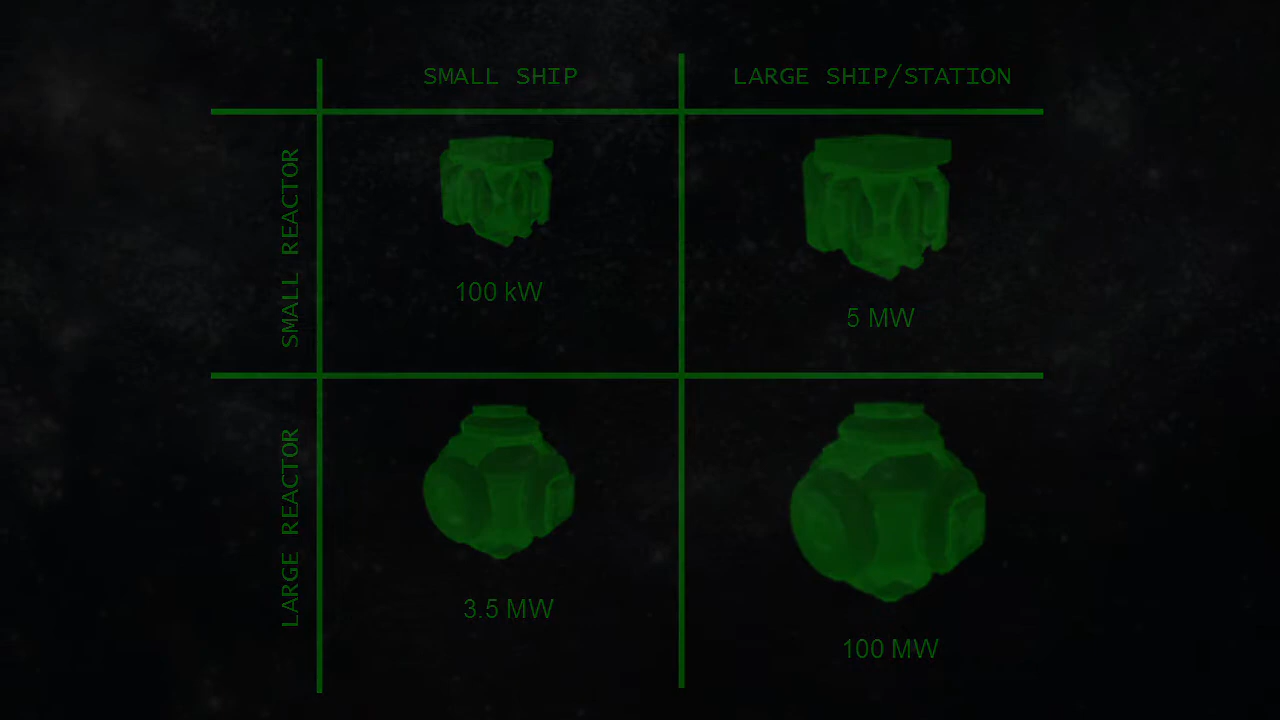 SMALL SHIP
LARGE SHIP/STATION
SMALL REACTOR
100 kW
5 MW
LARGE REACTOR
3.5 MW
100 MW